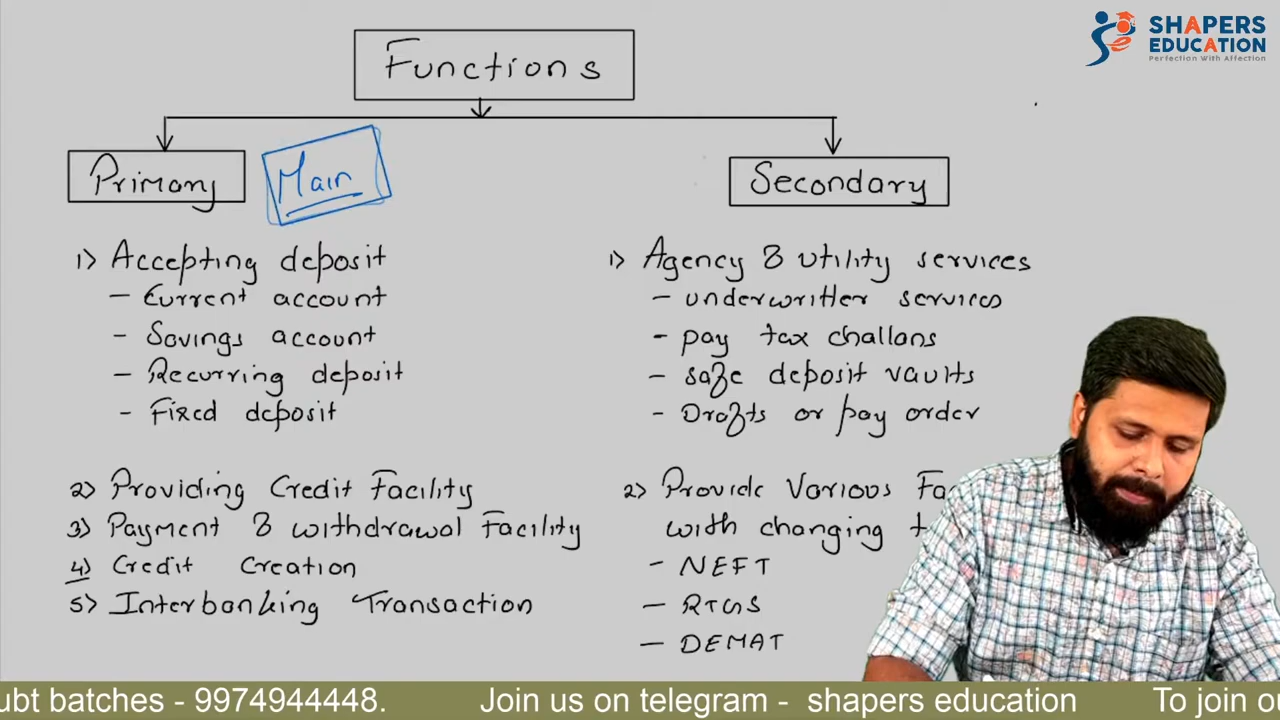 SHAPERS
EDUCATION
Perfection With Affection
Functions
Primary
Main
Secondary
1) Accepting deposit
- Current account
- Savings account
- Recurring deposit
- Fixed deposit
2) Providing Credit Facility
3) Payment & withdrawal Facility
4) Credit Creation
5) Interbanking Transaction
1) Agency & utility services
- underwritter services
- pay tax challans
- safe deposit vaults
- Drafts or pay order
2) Provide Various
with changing
- NEFT
- RTGS
- DEMAT
batches - 9974944448. Join us on telegram - shapers education To join